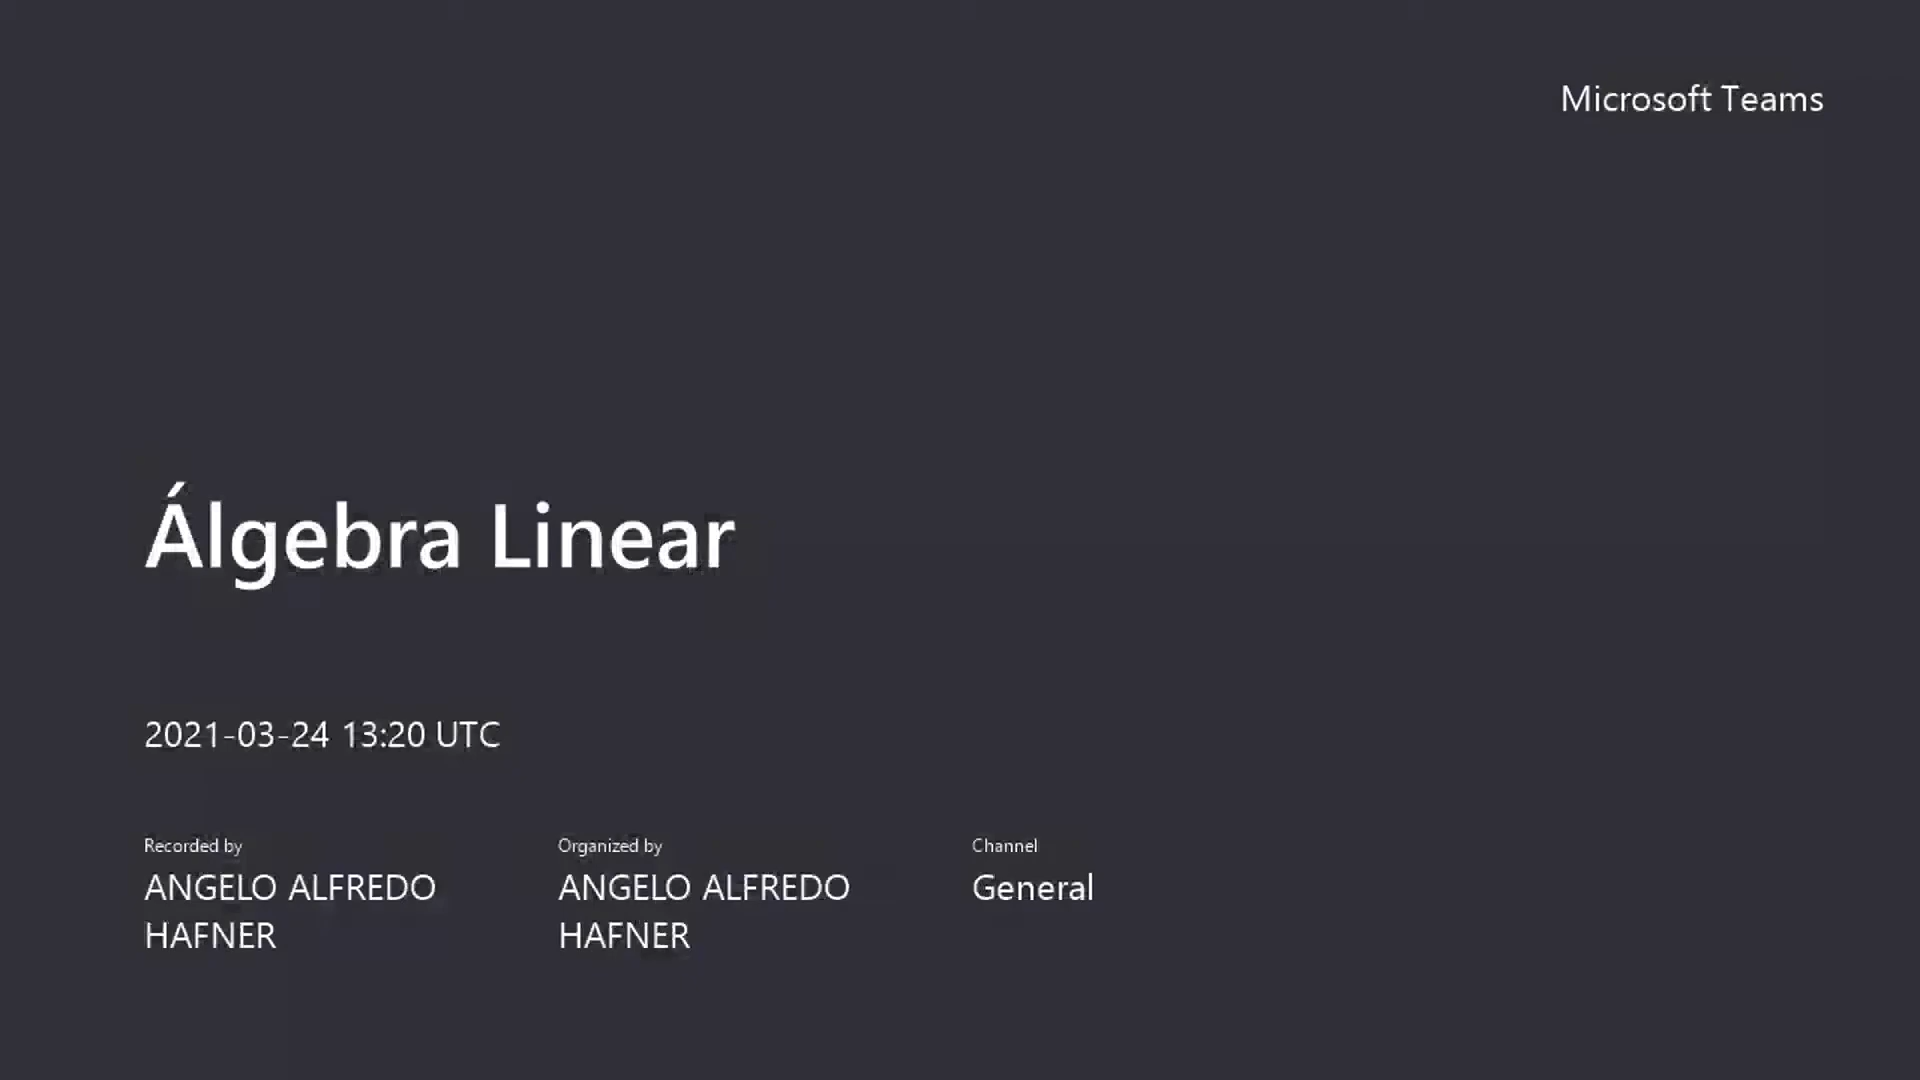 Microsoft Teams
Álgebra Linear
2021-03-24 13:20 UTC
Recorded by
ANGELO ALFREDO
HAFNER
Organized by
ANGELO ALFREDO
HAFNER
Channel
General